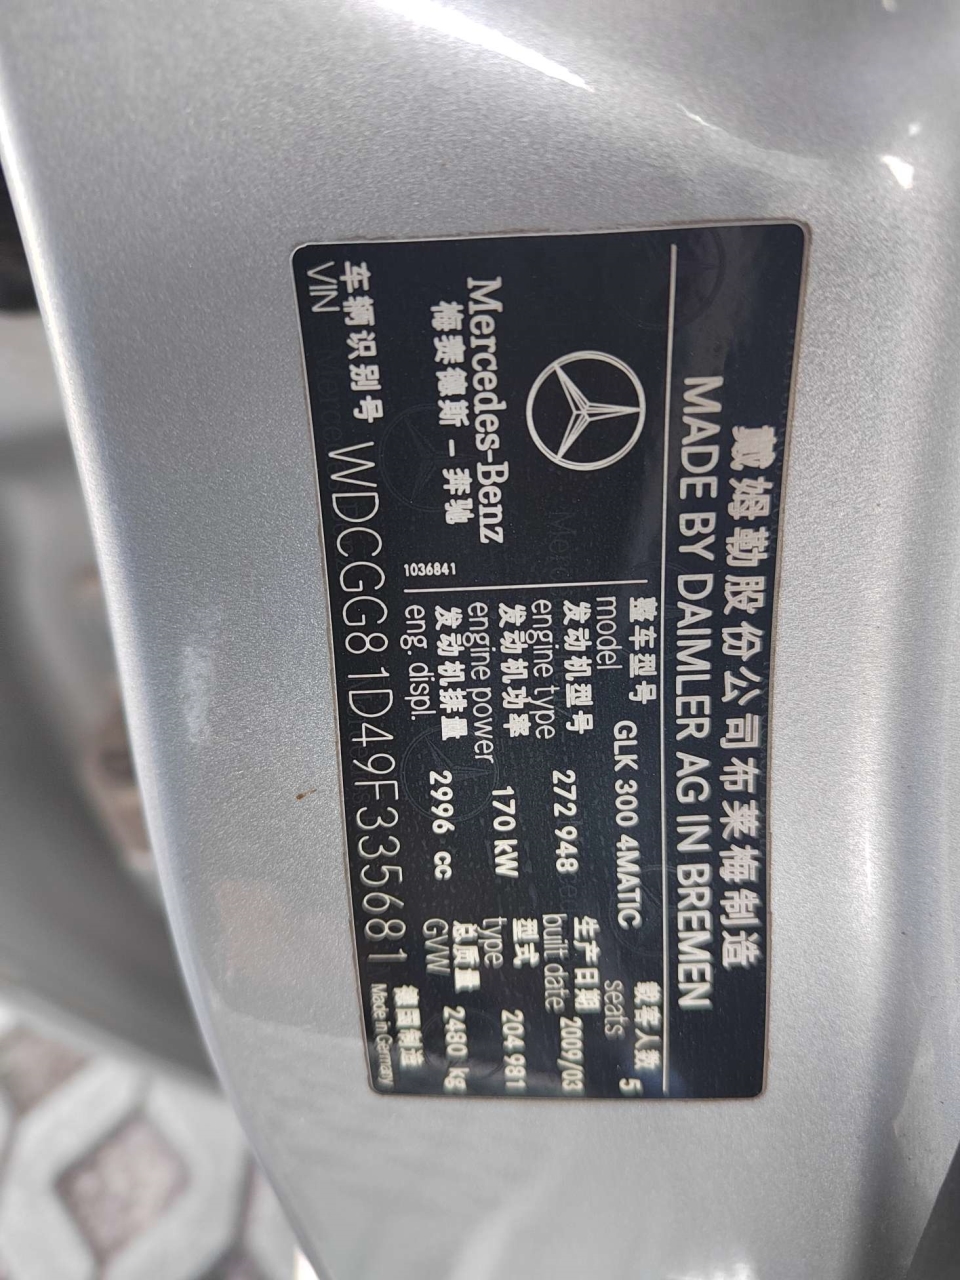 戴姆勒股份公司布莱梅制造
MADE BY DAIMLER AG IN BREMEN
Mercedes-Benz
梅赛德斯-奔驰
1036841
整车型号
model
GLK 300 4MATIC
载客人数
seats
5
发动机型号
engine type
272 948
生产日期
built date
2009/03
发动机功率
engine power
170 kW
型式
type
204 981
发动机排量
eng. displ.
2996 cc
总质量
GVW
2480 kg
车辆识别号
VIN
WDCGG81D49F335681
德国制造
Made in Germany